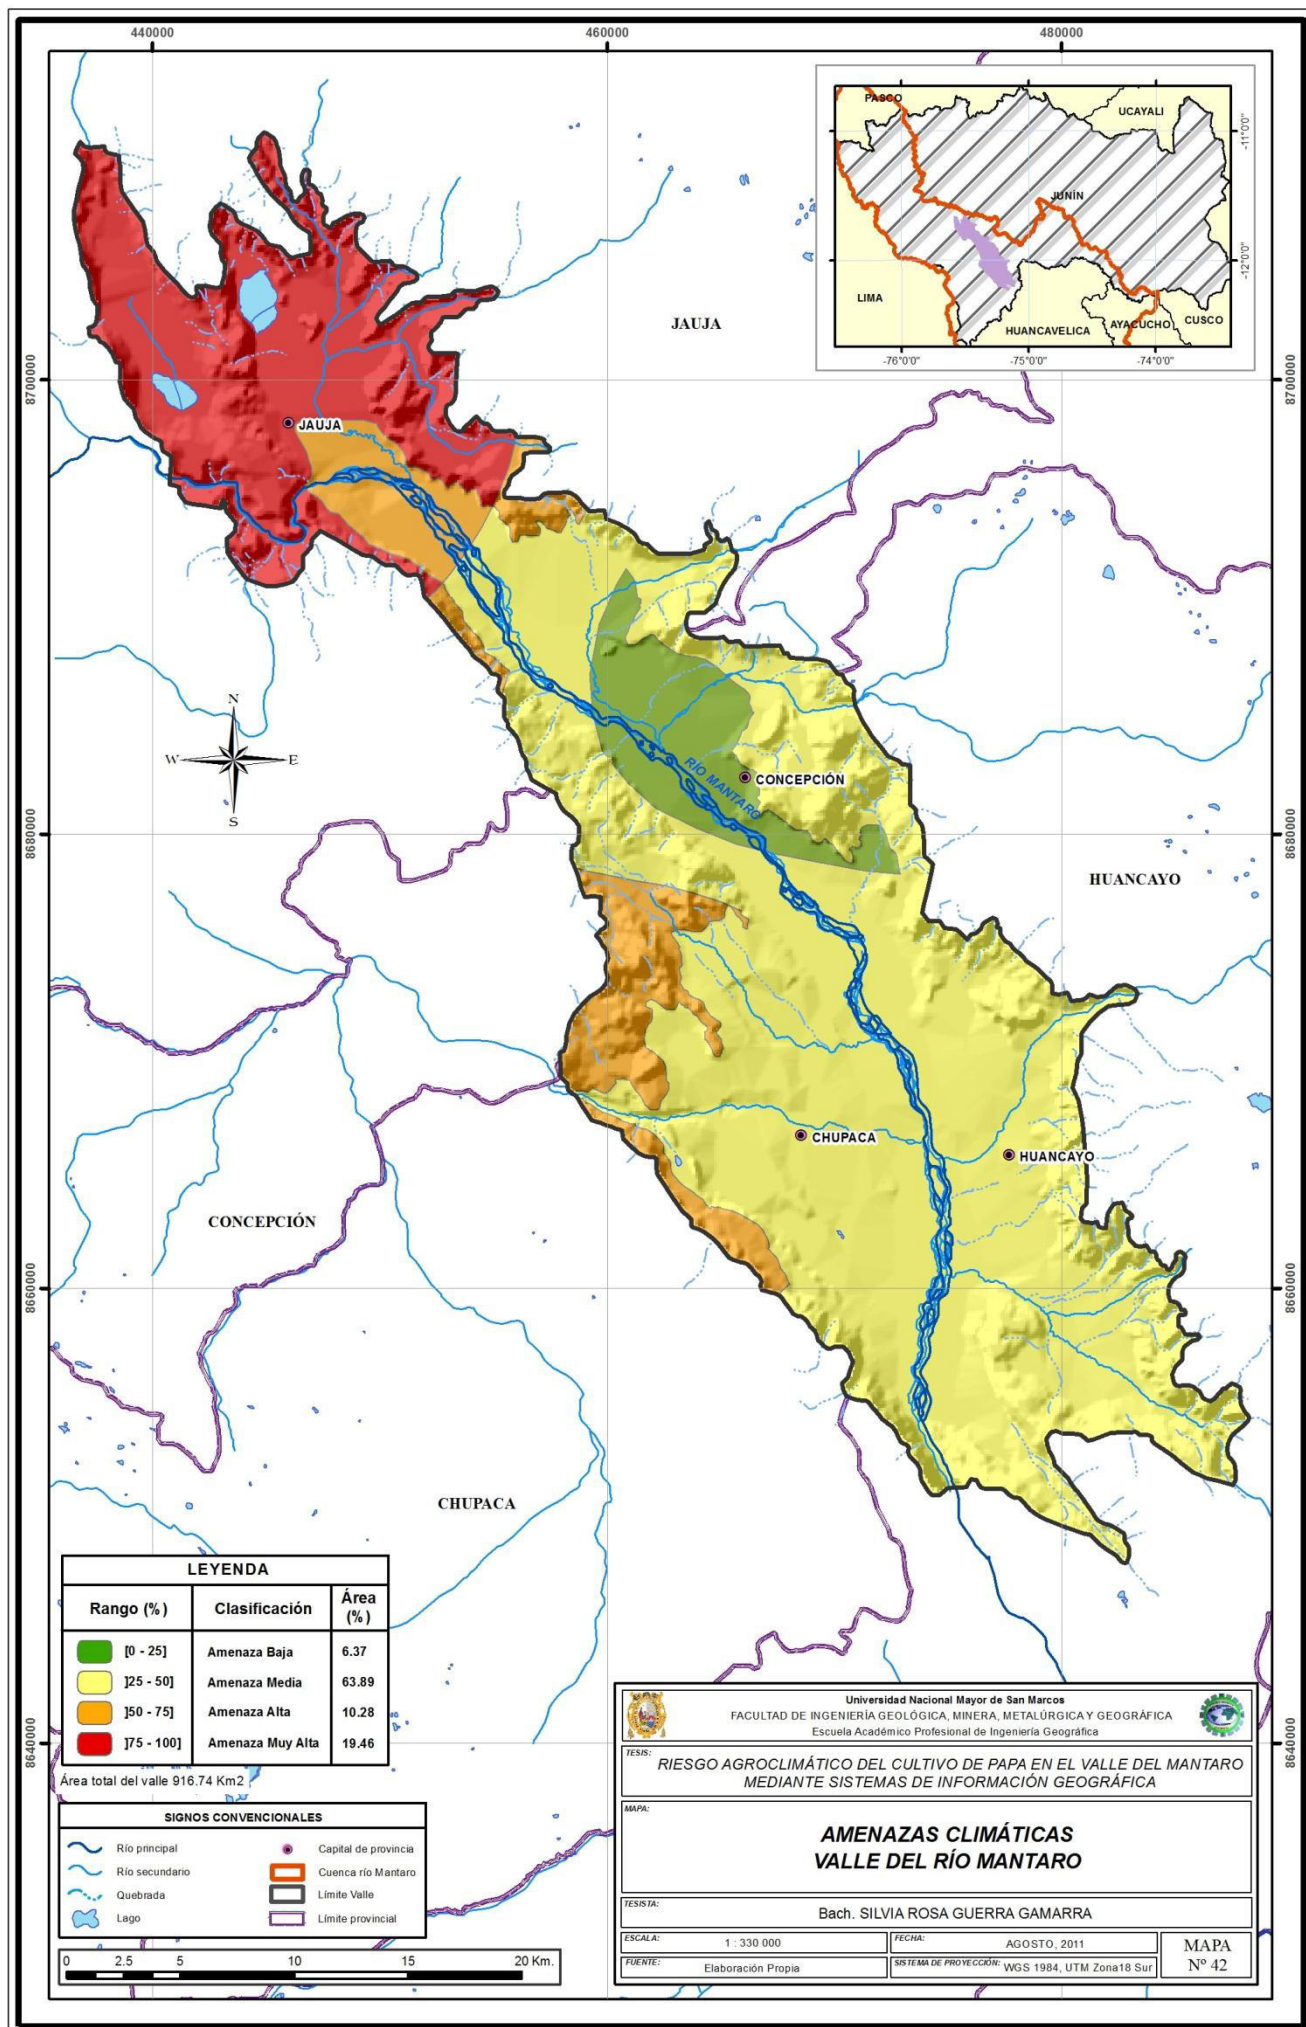 440000
460000
480000
PASCO
UCAYALI
JUNÍN
LIMA
HUANCAVELICA
AYACUCHO
CUSCO
-11°0'0"
-12°0'0"
-76°0'0"
-75°0'0"
-74°0'0"
JAUJA
8700000
8700000
JAUJA
N
W
E
S
RÍO MANTARO
CONCEPCIÓN
8680000
8680000
HUANCAYO
CHUPACA
HUANCAYO
CONCEPCIÓN
8660000
8660000
CHUPACA
LEYENDA
Rango (%) Clasificación Área (%)
[0 - 25] Amenaza Baja 6.37
]25 - 50] Amenaza Media 63.89
]50 - 75] Amenaza Alta 10.28
]75 - 100] Amenaza Muy Alta 19.46
Área total del valle 916.74 Km2
8640000
8640000
SIGNOS CONVENCIONALES
Río principal
Río secundario
Quebrada
Lago
Capital de provincia
Cuenca río Mantaro
Límite Valle
Límite provincial
0 2.5 5 10 15 20 Km.
Universidad Nacional Mayor de San Marcos
FACULTAD DE INGENIERÍA GEOLÓGICA, MINERA, METALÚRGICA Y GEOGRÁFICA
Escuela Académico Profesional de Ingeniería Geográfica
TESIS:
RIESGO AGROCLIMÁTICO DEL CULTIVO DE PAPA EN EL VALLE DEL MANTARO
MEDIANTE SISTEMAS DE INFORMACIÓN GEOGRÁFICA
MAPA:
AMENAZAS CLIMÁTICAS
VALLE DEL RÍO MANTARO
TESISTA:
Bach. SILVIA ROSA GUERRA GAMARRA
ESCALA: 1 : 330 000
FECHA: AGOSTO, 2011
FUENTE: Elaboración Propia
SISTEMA DE PROYECCIÓN: WGS 1984, UTM Zona18 Sur
MAPA
Nº 42